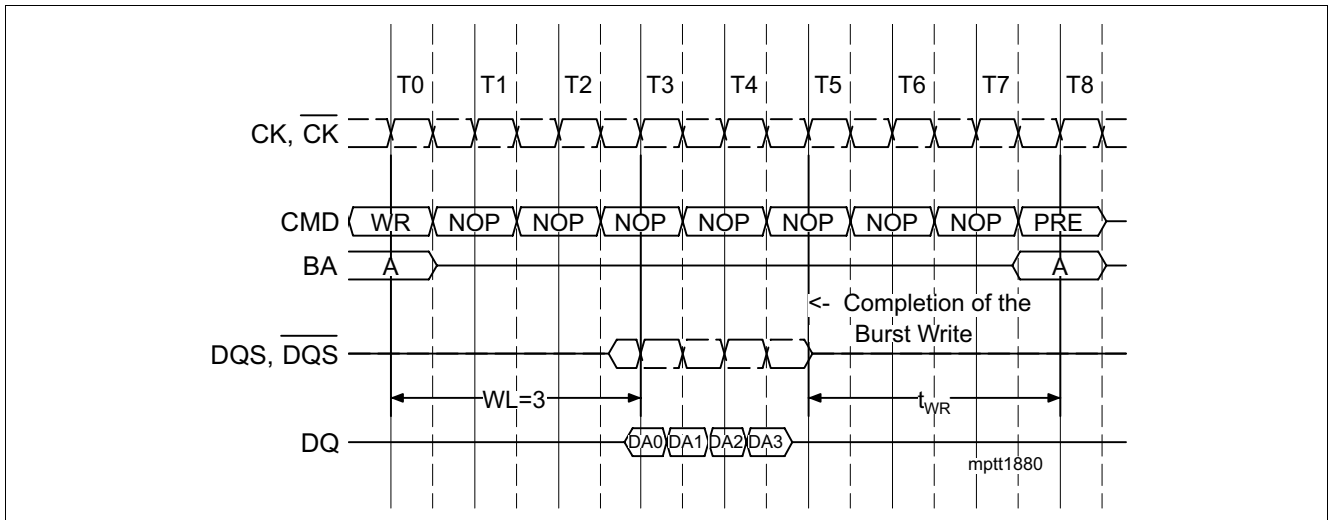 T0 T1 T2 T3 T4 T5 T6 T7 T8
CK, CK
CMD WR NOP NOP NOP NOP NOP NOP NOP PRE
BA A A
<- Completion of the
Burst Write
DQS, DQS
WL=3 tWR
DQ DA0 DA1 DA2 DA3
mptt1880